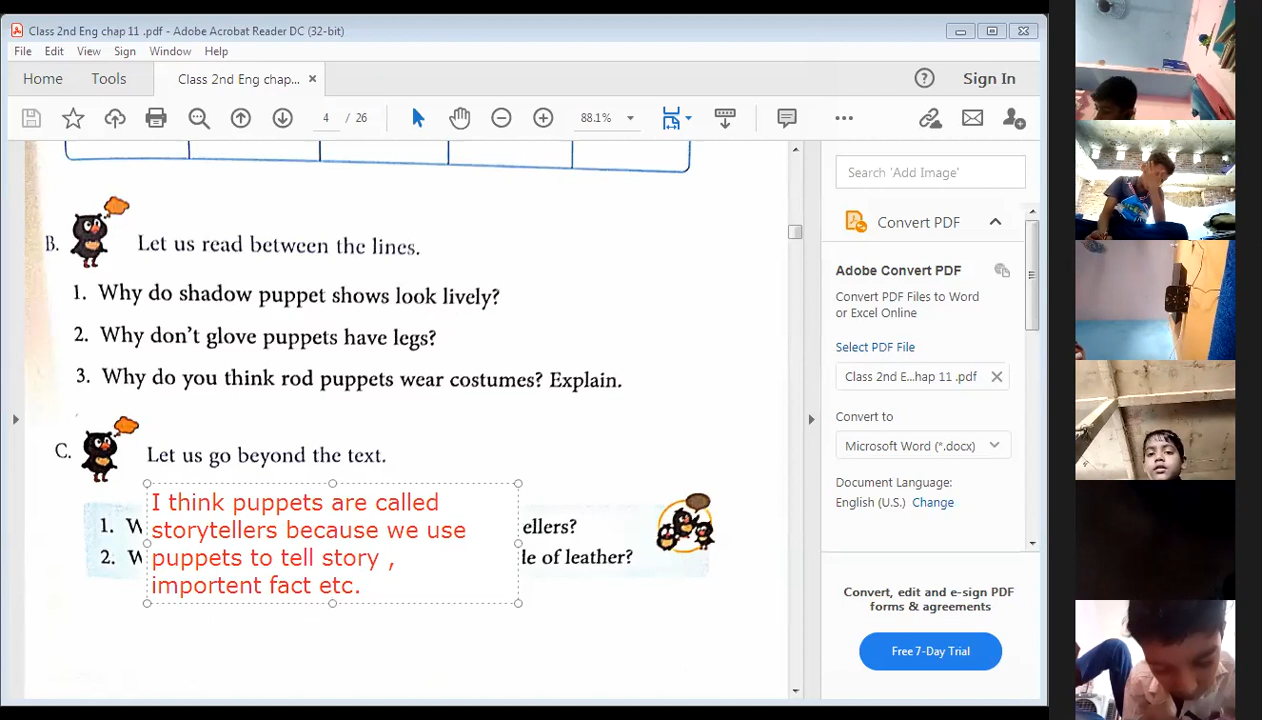 Class 2nd Eng chap 11 .pdf - Adobe Acrobat Reader DC (32-bit)
File Edit View Sign Window Help
Home Tools Class 2nd Eng chap... Sign In
4 / 26 88.1%
B. Let us read between the lines.
1. Why do shadow puppet shows look lively?
2. Why don't glove puppets have legs?
3. Why do you think rod puppets wear costumes? Explain.
C. Let us go beyond the text.
I think puppets are called
storytellers because we use
puppets to tell story ,
importent fact etc.
1. W ellers?
2. W le of leather?
Search 'Add Image'
Convert PDF
Adobe Convert PDF
Convert PDF Files to Word
or Excel Online
Select PDF File
Class 2nd E...hap 11 .pdf
Convert to
Microsoft Word (*.docx)
Document Language:
English (U.S.) Change
Convert, edit and e-sign PDF
forms & agreements
Free 7-Day Trial